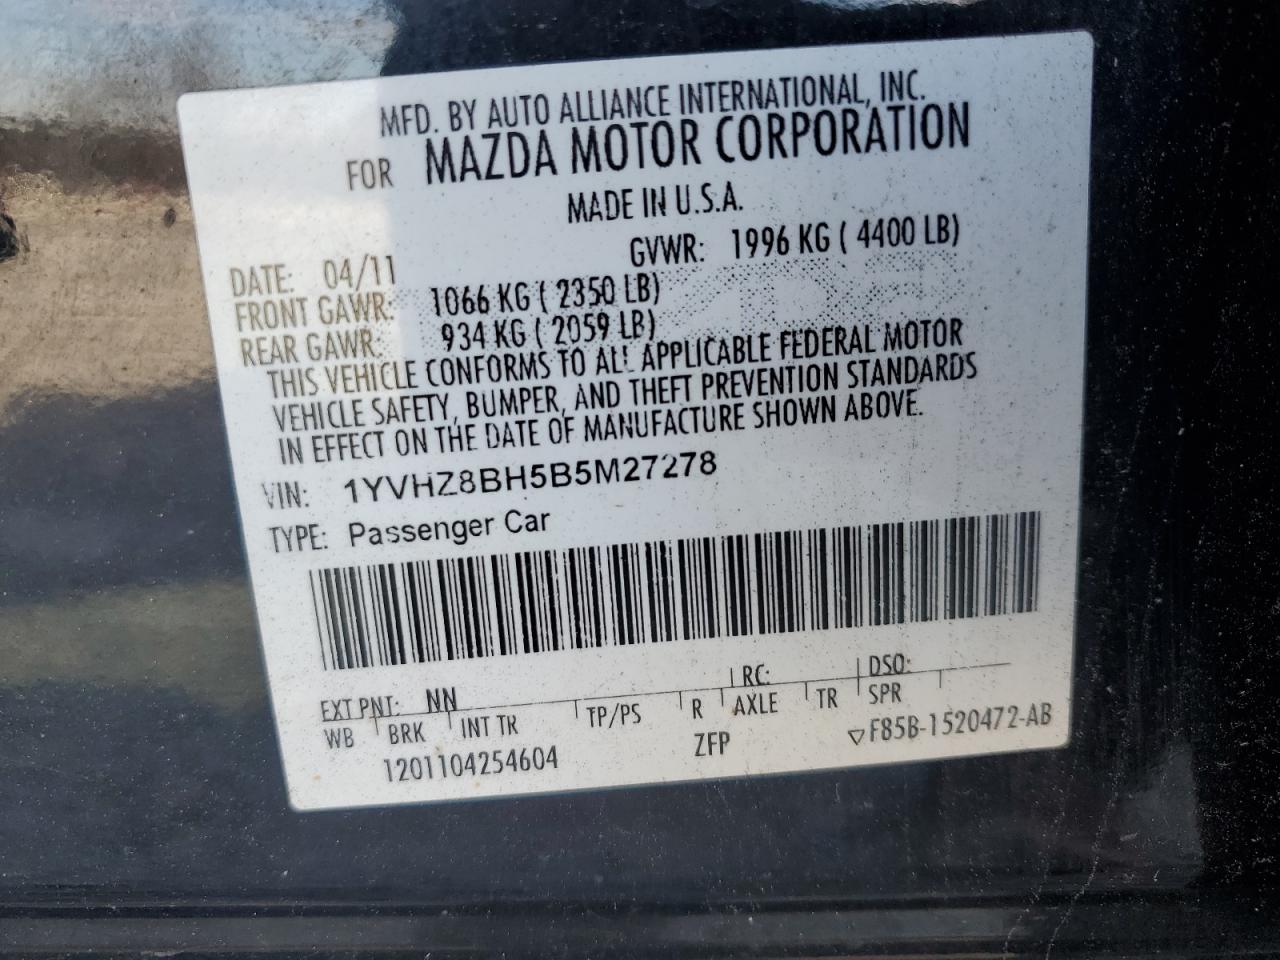 MFD. BY AUTO ALLIANCE INTERNATIONAL, INC.
FOR MAZDA MOTOR CORPORATION
MADE IN U.S.A.
DATE: 04/11 GVWR: 1996 KG ( 4400 LB)
FRONT GAWR: 1066 KG ( 2350 LB)
REAR GAWR: 934 KG ( 2059 LB)
THIS VEHICLE CONFORMS TO ALL APPLICABLE FEDERAL MOTOR
VEHICLE SAFETY, BUMPER, AND THEFT PREVENTION STANDARDS
IN EFFECT ON THE DATE OF MANUFACTURE SHOWN ABOVE.
VIN: 1YVHZ8BH5B5M27278
TYPE: Passenger Car
EXT PNT: NN RC: DSO:
WB BRK INT TR TP/PS R AXLE TR SPR
1201104254604 ZFP ▽F85B-1520472-AB